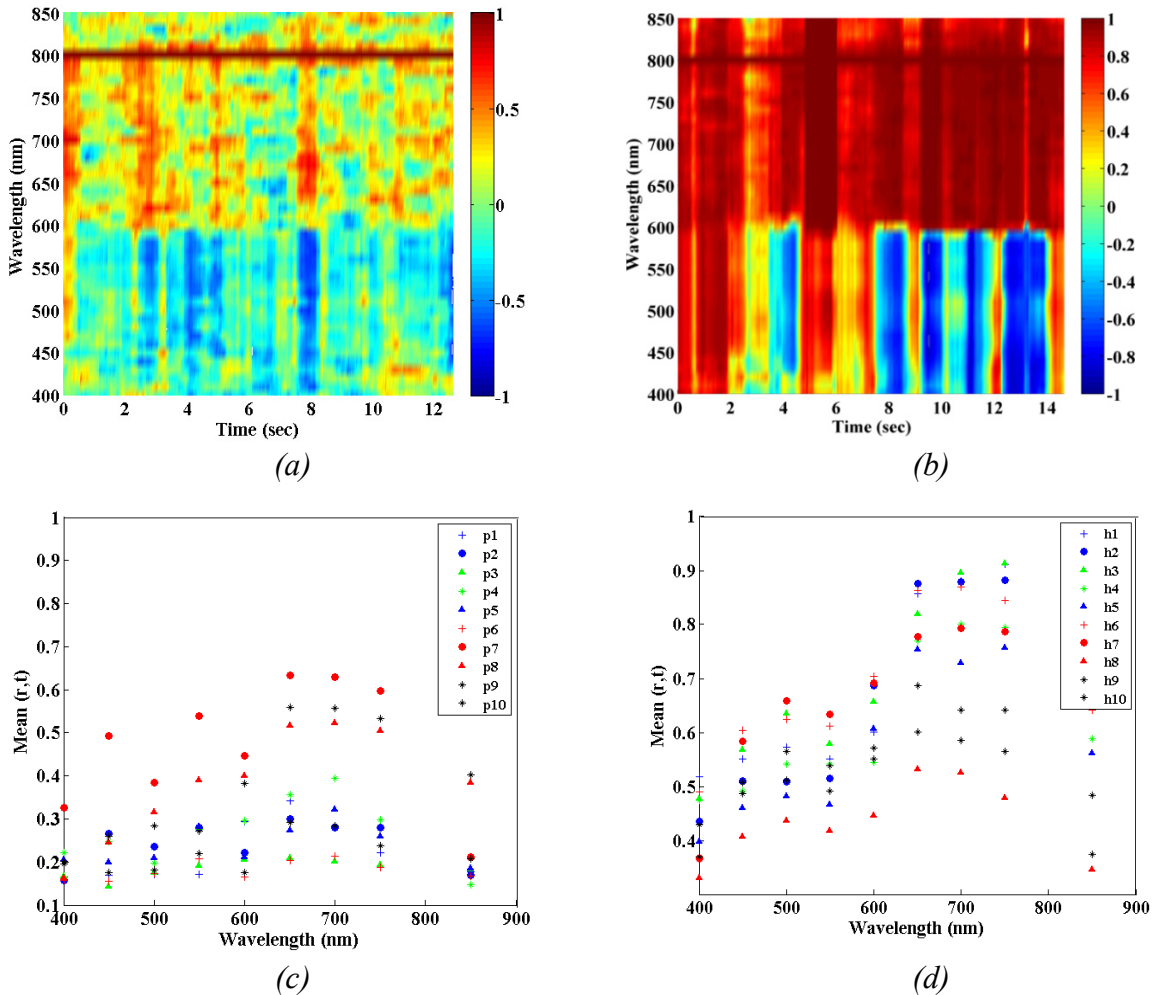 850
800
750
700
650
600
550
500
450
400
Wavelength (nm)
0
2
4
6
8
10
12
Time (sec)
1
0.5
0
-0.5
-1
(a)
850
800
750
700
650
600
550
500
450
400
Wavelength (nm)
0
2
4
6
8
10
12
14
Time (sec)
1
0.8
0.6
0.4
0.2
0
-0.2
-0.4
-0.6
-0.8
-1
(b)
1
0.9
0.8
0.7
0.6
0.5
0.4
0.3
0.2
0.1
Mean (r,t)
400
500
600
700
800
900
Wavelength (nm)
p1
p2
p3
p4
p5
p6
p7
p8
p9
p10
(c)
1
0.9
0.8
0.7
0.6
0.5
0.4
Mean (r,t)
400
500
600
700
800
900
Wavelength (nm)
h1
h2
h3
h4
h5
h6
h7
h8
h9
h10
(d)